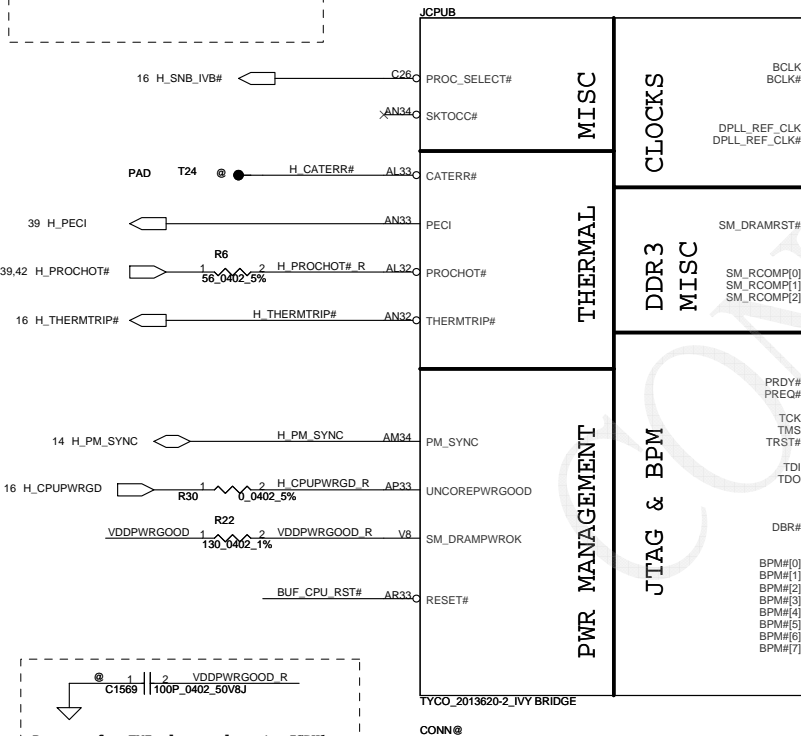 JCPUB
16 H_SNB_IVB#
C26
PROC_SELECT#
AN34
SKTOCC#
MISC
CLOCKS
BCLK
BCLK#
DPLL_REF_CLK
DPLL_REF_CLK#
PAD T24 @
H_CATERR#
AL33
CATERR#
39 H_PECI
AN33
PECI
39,42 H_PROCHOT#
R6
1 2
56_0402_5%
H_PROCHOT#_R
AL32
PROCHOT#
16 H_THERMTRIP#
H_THERMTRIP#
AN32
THERMTRIP#
THERMAL
DDR3
MISC
SM_DRAMRST#
SM_RCOMP[0]
SM_RCOMP[1]
SM_RCOMP[2]
14 H_PM_SYNC
H_PM_SYNC
AM34
PM_SYNC
16 H_CPUPWRGD
1 2
R30
0_0402_5%
H_CPUPWRGD_R
AP33
UNCOREPWRGOOD
VDDPWRGOOD
R22
1 2
130_0402_1%
VDDPWRGOOD_R
V8
SM_DRAMPWROK
BUF_CPU_RST#
AR33
RESET#
PWR MANAGEMENT
JTAG & BPM
PRDY#
PREQ#
TCK
TMS
TRST#
TDI
TDO
DBR#
BPM#[0]
BPM#[1]
BPM#[2]
BPM#[3]
BPM#[4]
BPM#[5]
BPM#[6]
BPM#[7]
@ 1 2 VDDPWRGOOD_R
C1569 100P_0402_50V8J
TYCO_2013620-2_IVY BRIDGE
CONN@
CON